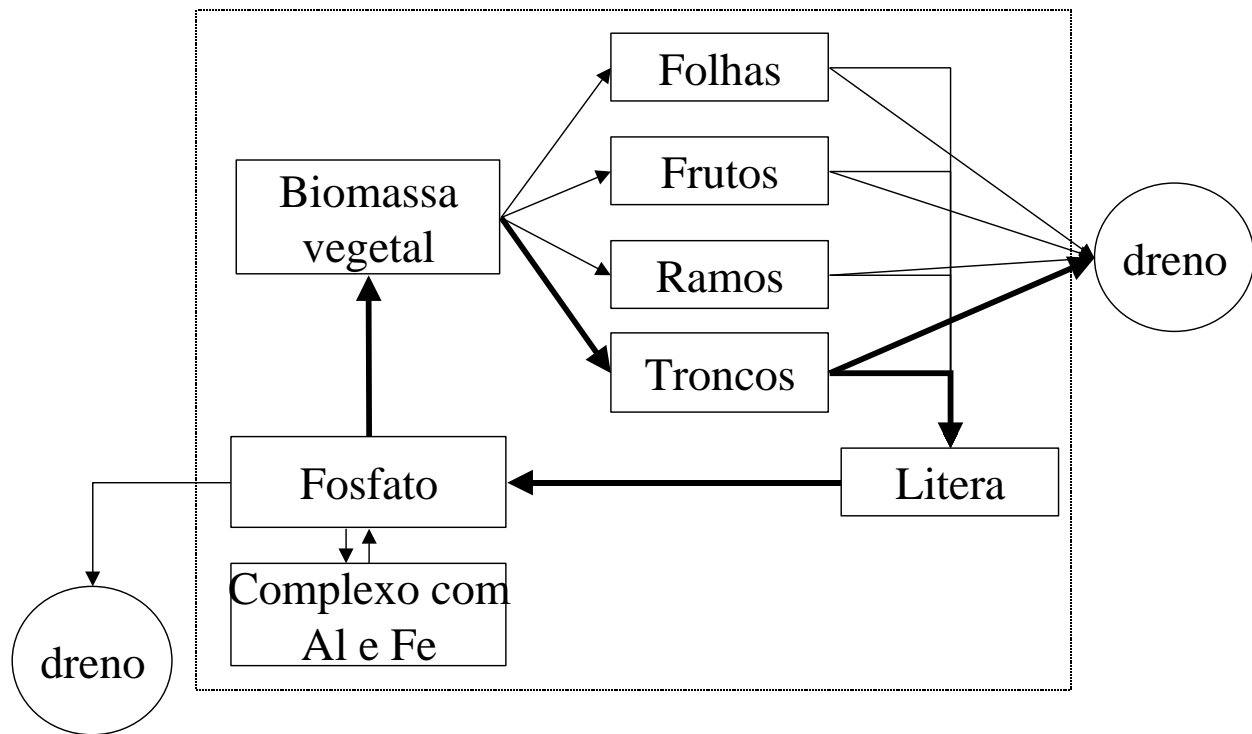 Folhas
Biomassa
vegetal
Frutos
Ramos
dreno
Troncos
Fosfato
Litera
Complexo com
Al e Fe
dreno